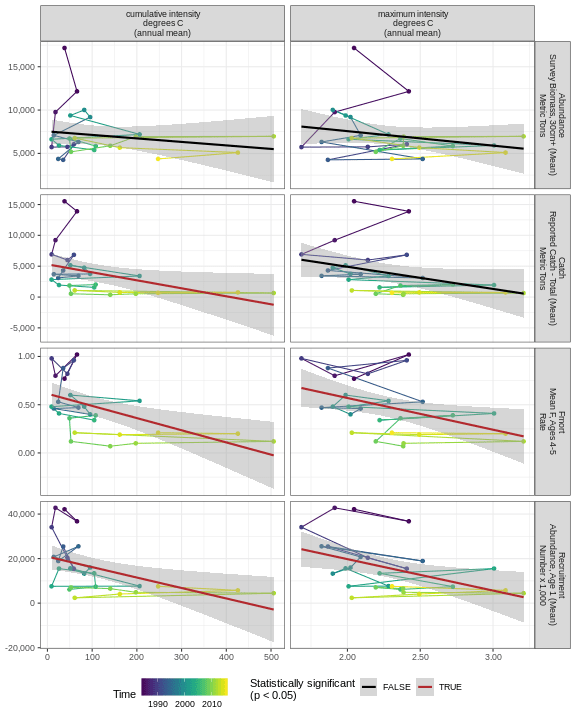 cumulative intensity
degrees C
(annual mean)
maximum intensity
degrees C
(annual mean)
15,000
10,000
5,000
Abundance
Survey Biomass, 30cm+ (Mean)
Metric Tons
15,000
10,000
5,000
0
-5,000
Catch
Reported Catch - Total (Mean)
Metric Tons
1.00
0.50
0.00
Fmort
Mean F, Ages 4-5
Rate
40,000
20,000
0
-20,000
Recruitment
Abundance, Age 1 (Mean)
Number x 1,000
0 100 200 300 400 500
2.00 2.50 3.00
Time
1990 2000 2010
Statistically significant
(p < 0.05)
FALSE
TRUE